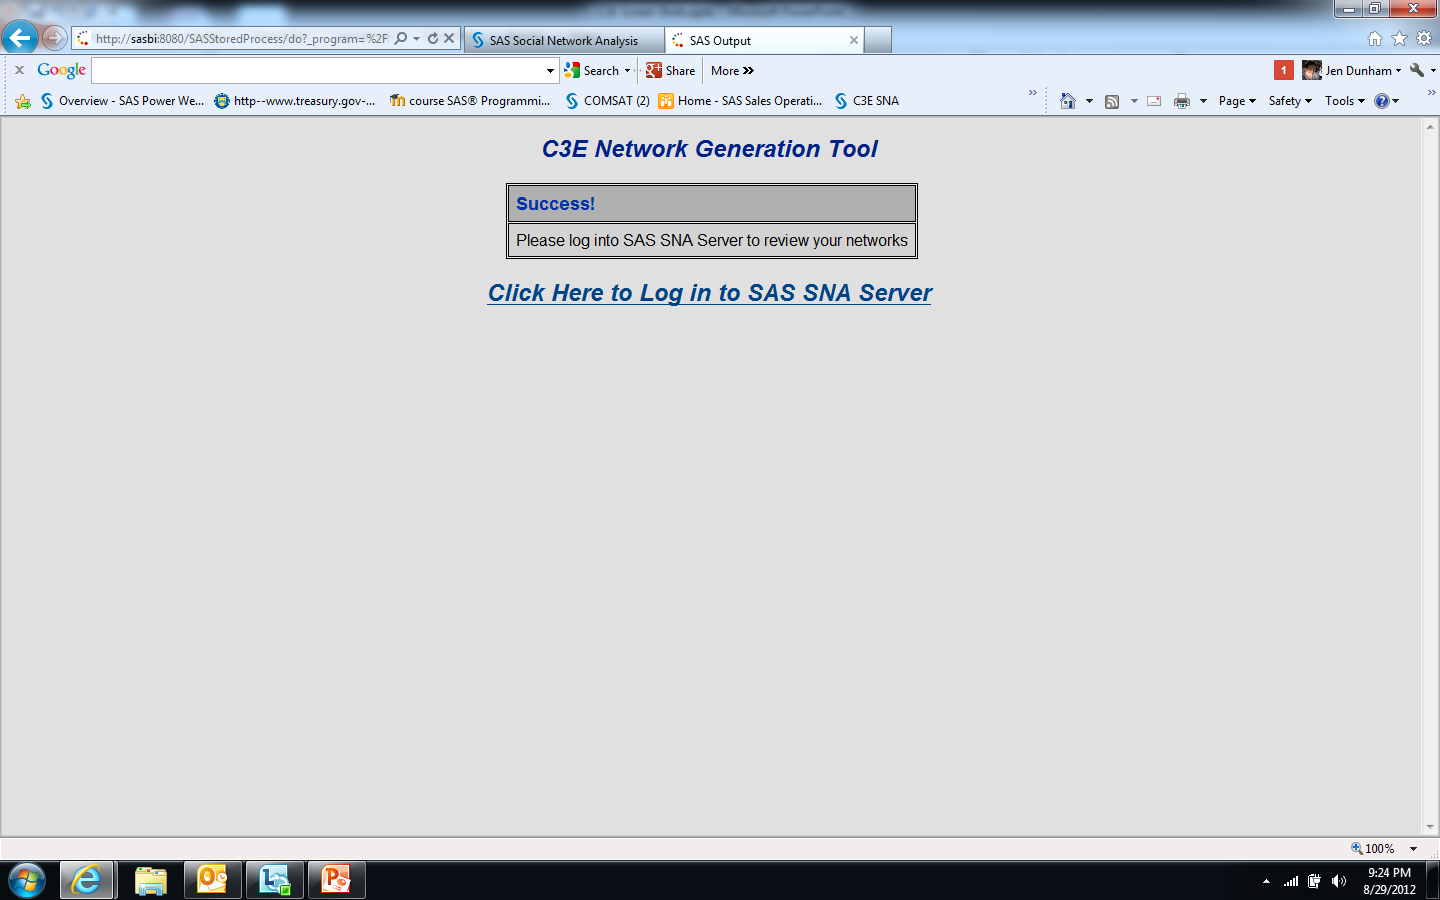 http://sasbi:8080/SASStoredProcess/do?_program=%2F
SAS Social Network Analysis
SAS Output
Google
Search
Share
More
1
Jen Dunham
Overview - SAS Power We...
http--www.treasury.gov-...
course SAS® Programmi...
COMSAT (2)
Home - SAS Sales Operati...
C3E SNA
Page
Safety
Tools
C3E Network Generation Tool
Success!
Please log into SAS SNA Server to review your networks
Click Here to Log in to SAS SNA Server
100%
9:24 PM
8/29/2012